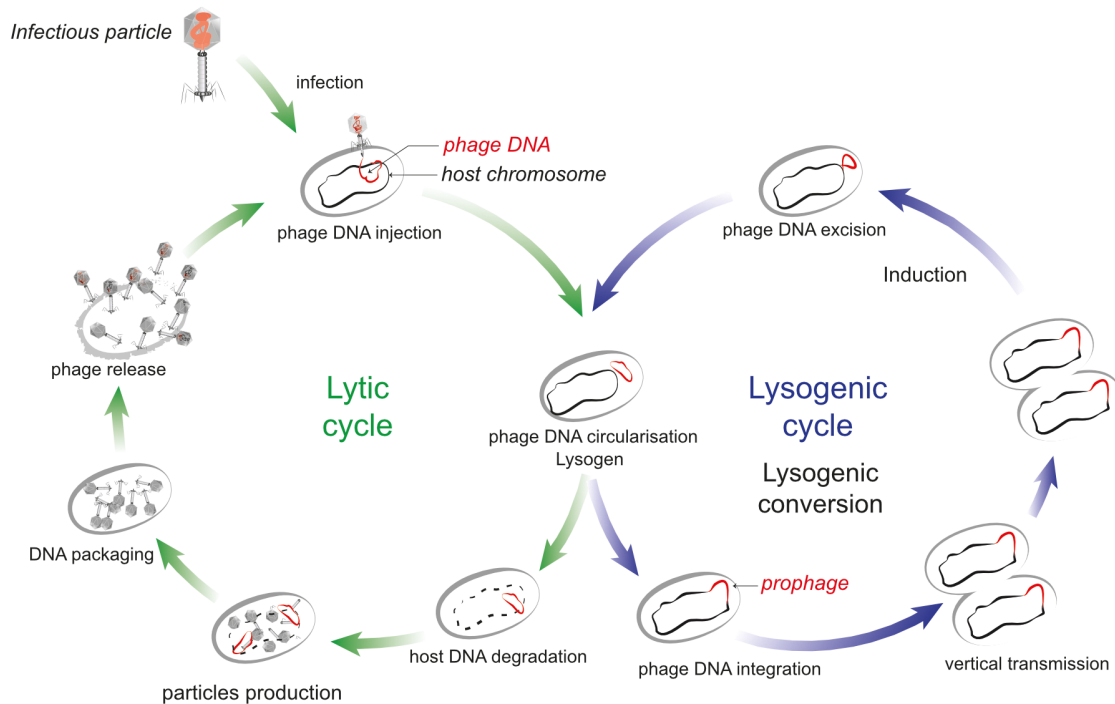 Infectious particle
infection
phage DNA
host chromosome
phage DNA injection
phage DNA excision
Induction
phage release
Lytic
cycle
Lysogenic
cycle
phage DNA circularisation
Lysogen
Lysogenic
conversion
DNA packaging
prophage
host DNA degradation
phage DNA integration
vertical transmission
particles production